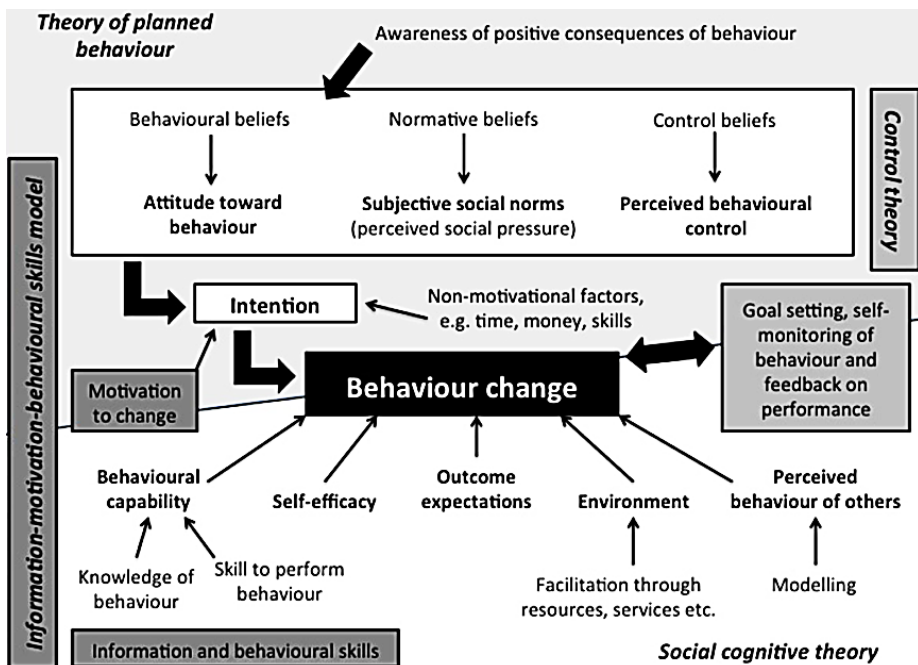 Theory of planned
behaviour
Awareness of positive consequences of behaviour
Behavioural beliefs
Normative beliefs
Control beliefs
Attitude toward
behaviour
Subjective social norms
(perceived social pressure)
Perceived behavioural
control
Control theory
Information-motivation-behavioural skills model
Intention
Non-motivational factors,
e.g. time, money, skills
Goal setting, self-
monitoring of
behaviour and
feedback on
performance
Motivation
to change
Behaviour change
Behavioural
capability
Self-efficacy
Outcome
expectations
Environment
Perceived
behaviour of others
Knowledge of
behaviour
Skill to perform
behaviour
Facilitation through
resources, services etc.
Modelling
Information and behavioural skills
Social cognitive theory